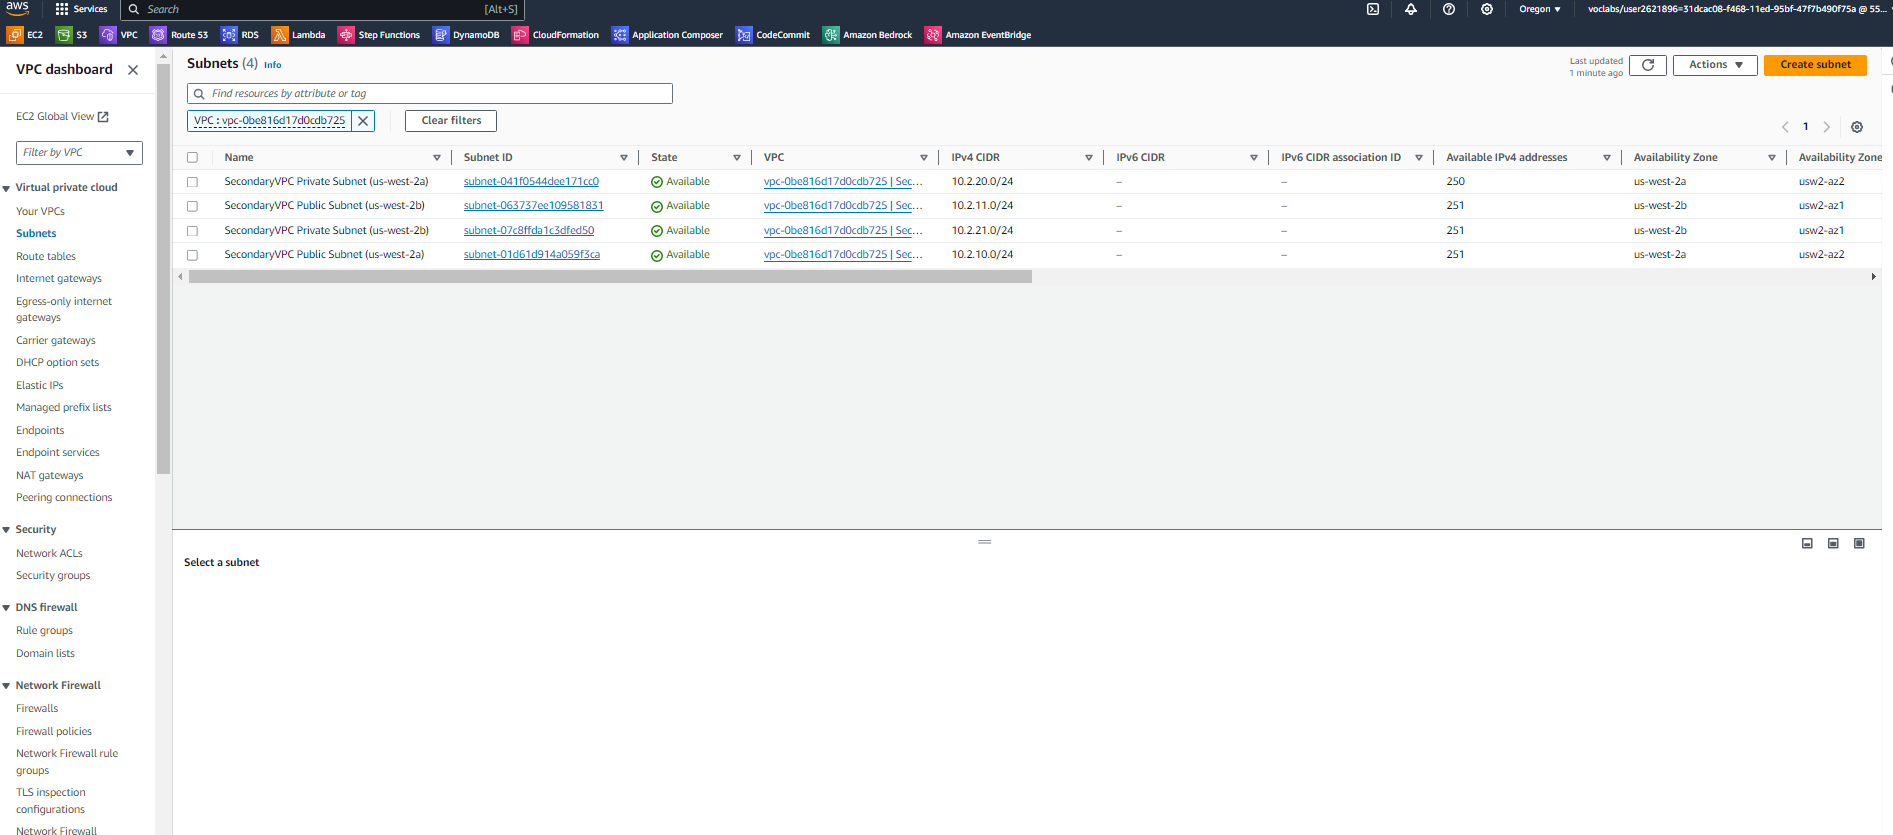 aws Services Search [Alt+S] Oregon ▼ voclabs/user2621896=31dcac08-f468-11ed-95bf-47f7b490f75a @ 55...
EC2 S3 VPC Route 53 RDS Lambda Step Functions DynamoDB CloudFormation Application Composer CodeCommit Amazon Bedrock Amazon EventBridge
VPC dashboard
EC2 Global View
Filter by VPC
Virtual private cloud
Your VPCs
Subnets
Route tables
Internet gateways
Egress-only internet
gateways
Carrier gateways
DHCP option sets
Elastic IPs
Managed prefix lists
Endpoints
Endpoint services
NAT gateways
Peering connections
Security
Network ACLs
Security groups
DNS firewall
Rule groups
Domain lists
Network Firewall
Firewalls
Firewall policies
Network Firewall rule
groups
TLS inspection
configurations
Network Firewall
Subnets (4) Info
Last updated
1 minute ago
Actions
Create subnet
Find resources by attribute or tag
VPC : vpc-0be816d17d0cdb725
Clear filters
1
Name Subnet ID State VPC IPv4 CIDR IPv6 CIDR IPv6 CIDR association ID Available IPv4 addresses Availability Zone Availability Zone
SecondaryVPC Private Subnet (us-west-2a) subnet-041f0544dee171cc0 Available vpc-0be816d17d0cdb725 | Sec... 10.2.20.0/24 – – 250 us-west-2a usw2-az2
SecondaryVPC Public Subnet (us-west-2b) subnet-063737ee109581831 Available vpc-0be816d17d0cdb725 | Sec... 10.2.11.0/24 – – 251 us-west-2b usw2-az1
SecondaryVPC Private Subnet (us-west-2b) subnet-07c8ffda1c3dfed50 Available vpc-0be816d17d0cdb725 | Sec... 10.2.21.0/24 – – 251 us-west-2b usw2-az1
SecondaryVPC Public Subnet (us-west-2a) subnet-01d61d914a059f3ca Available vpc-0be816d17d0cdb725 | Sec... 10.2.10.0/24 – – 251 us-west-2a usw2-az2
Select a subnet